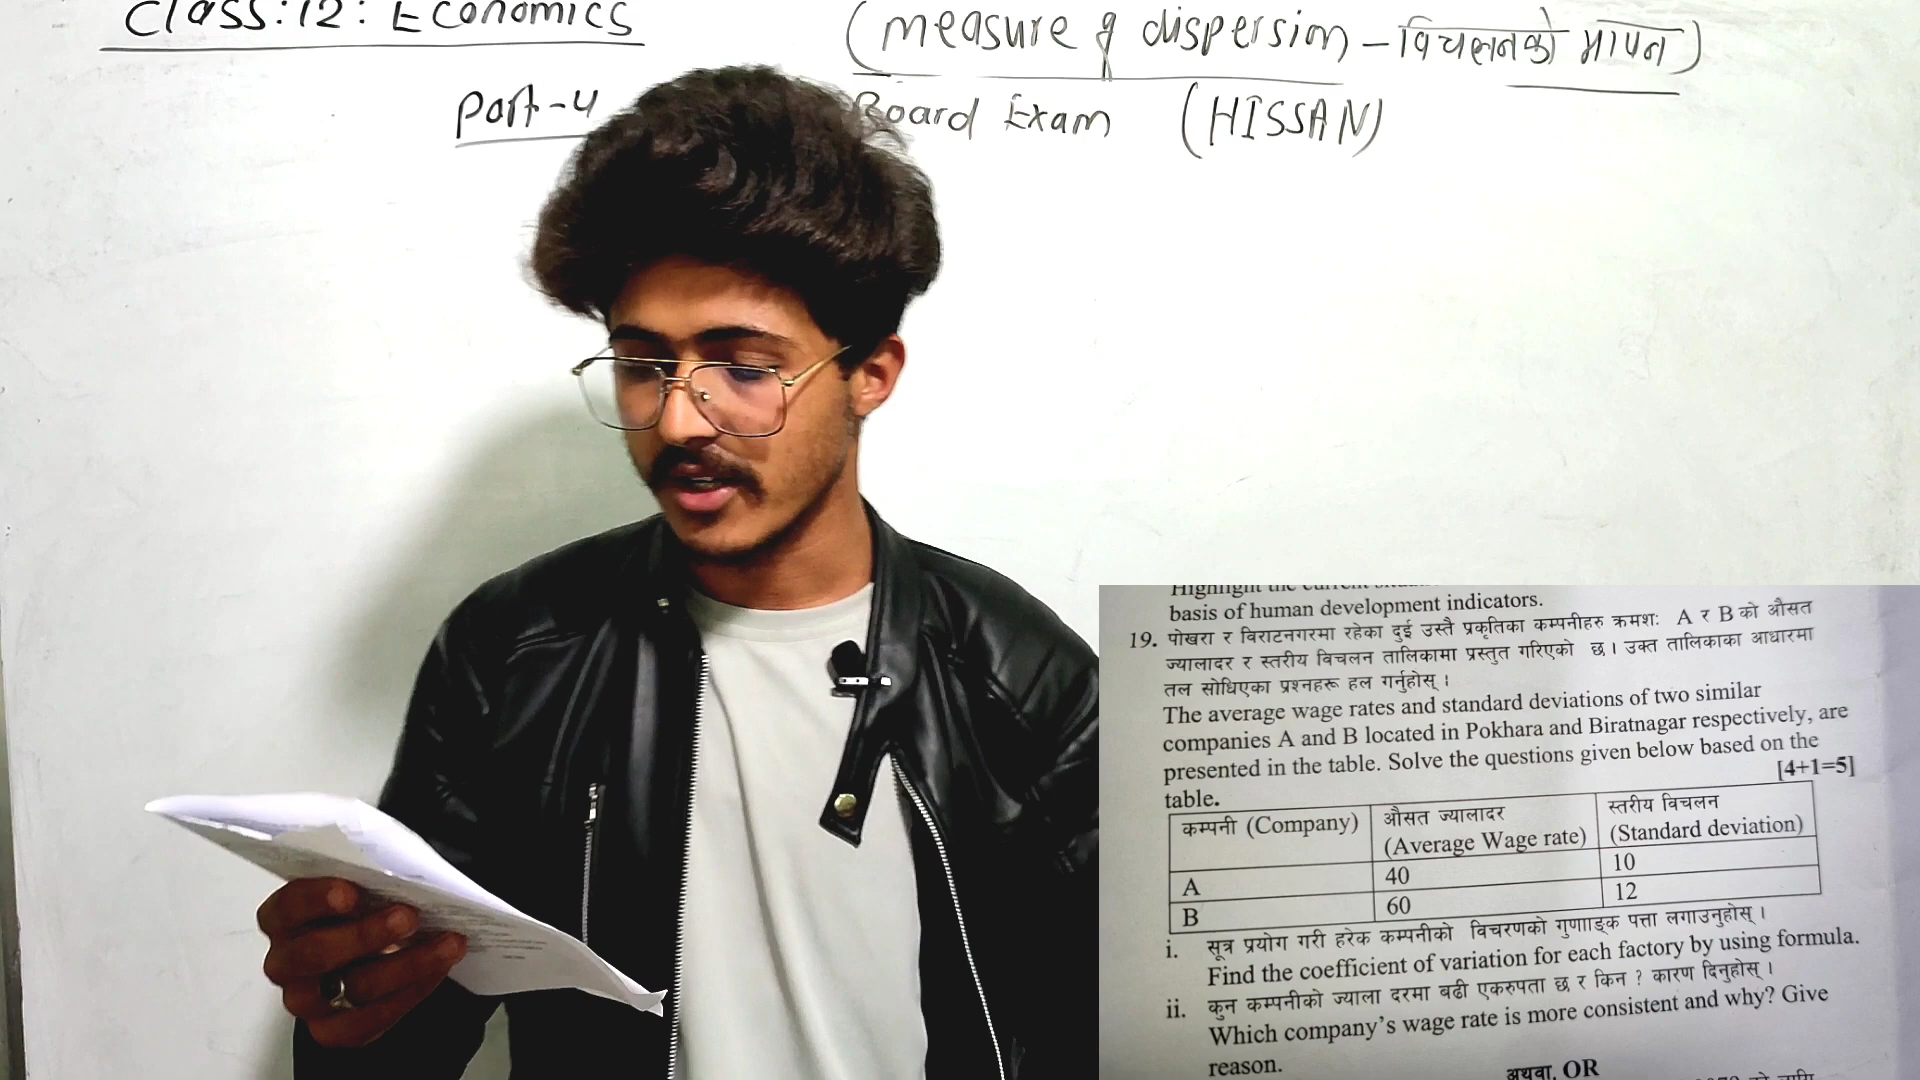 Class:12: Economics
(measure of dispersion - विचलनको मापन)
Part-4
Board Exam (HISSAN)
basis of human development indicators.
19. पोखरा र विराटनगरमा रहेका दुई उस्तै प्रकृतिका कम्पनीहरु क्रमशः A र B को औसत
ज्यालादर र स्तरीय विचलन तालिकामा प्रस्तुत गरिएको छ । उक्त तालिकाका आधारमा
तल सोधिएका प्रश्नहरू हल गर्नुहोस् ।
The average wage rates and standard deviations of two similar
companies A and B located in Pokhara and Biratnagar respectively, are
presented in the table. Solve the questions given below based on the
table. [4+1=5]
कम्पनी (Company) औसत ज्यालादर स्तरीय विचलन
(Average Wage rate) (Standard deviation)
A 40 10
B 60 12
i. सूत्र प्रयोग गरी हरेक कम्पनीको विचरणको गुणााङ्क पत्ता लगाउनुहोस् ।
Find the coefficient of variation for each factory by using formula.
ii. कुन कम्पनीको ज्याला दरमा बढी एकरुपता छ र किन ? कारण दिनुहोस् ।
Which company's wage rate is more consistent and why? Give
reason.
अथवा, OR